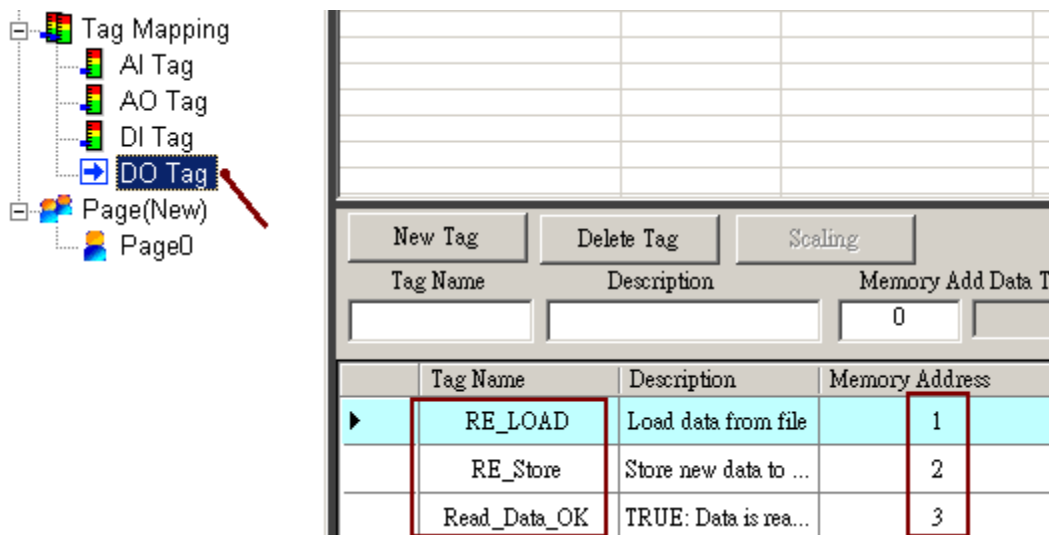 Tag Mapping
AI Tag
AO Tag
DI Tag
DO Tag
Page(New)
Page0
New Tag Delete Tag Scaling
Tag Name Description Memory Add Data T
0
Tag Name Description Memory Address
RE_LOAD Load data from file 1
RE_Store Store new data to ... 2
Read_Data_OK TRUE: Data is rea... 3